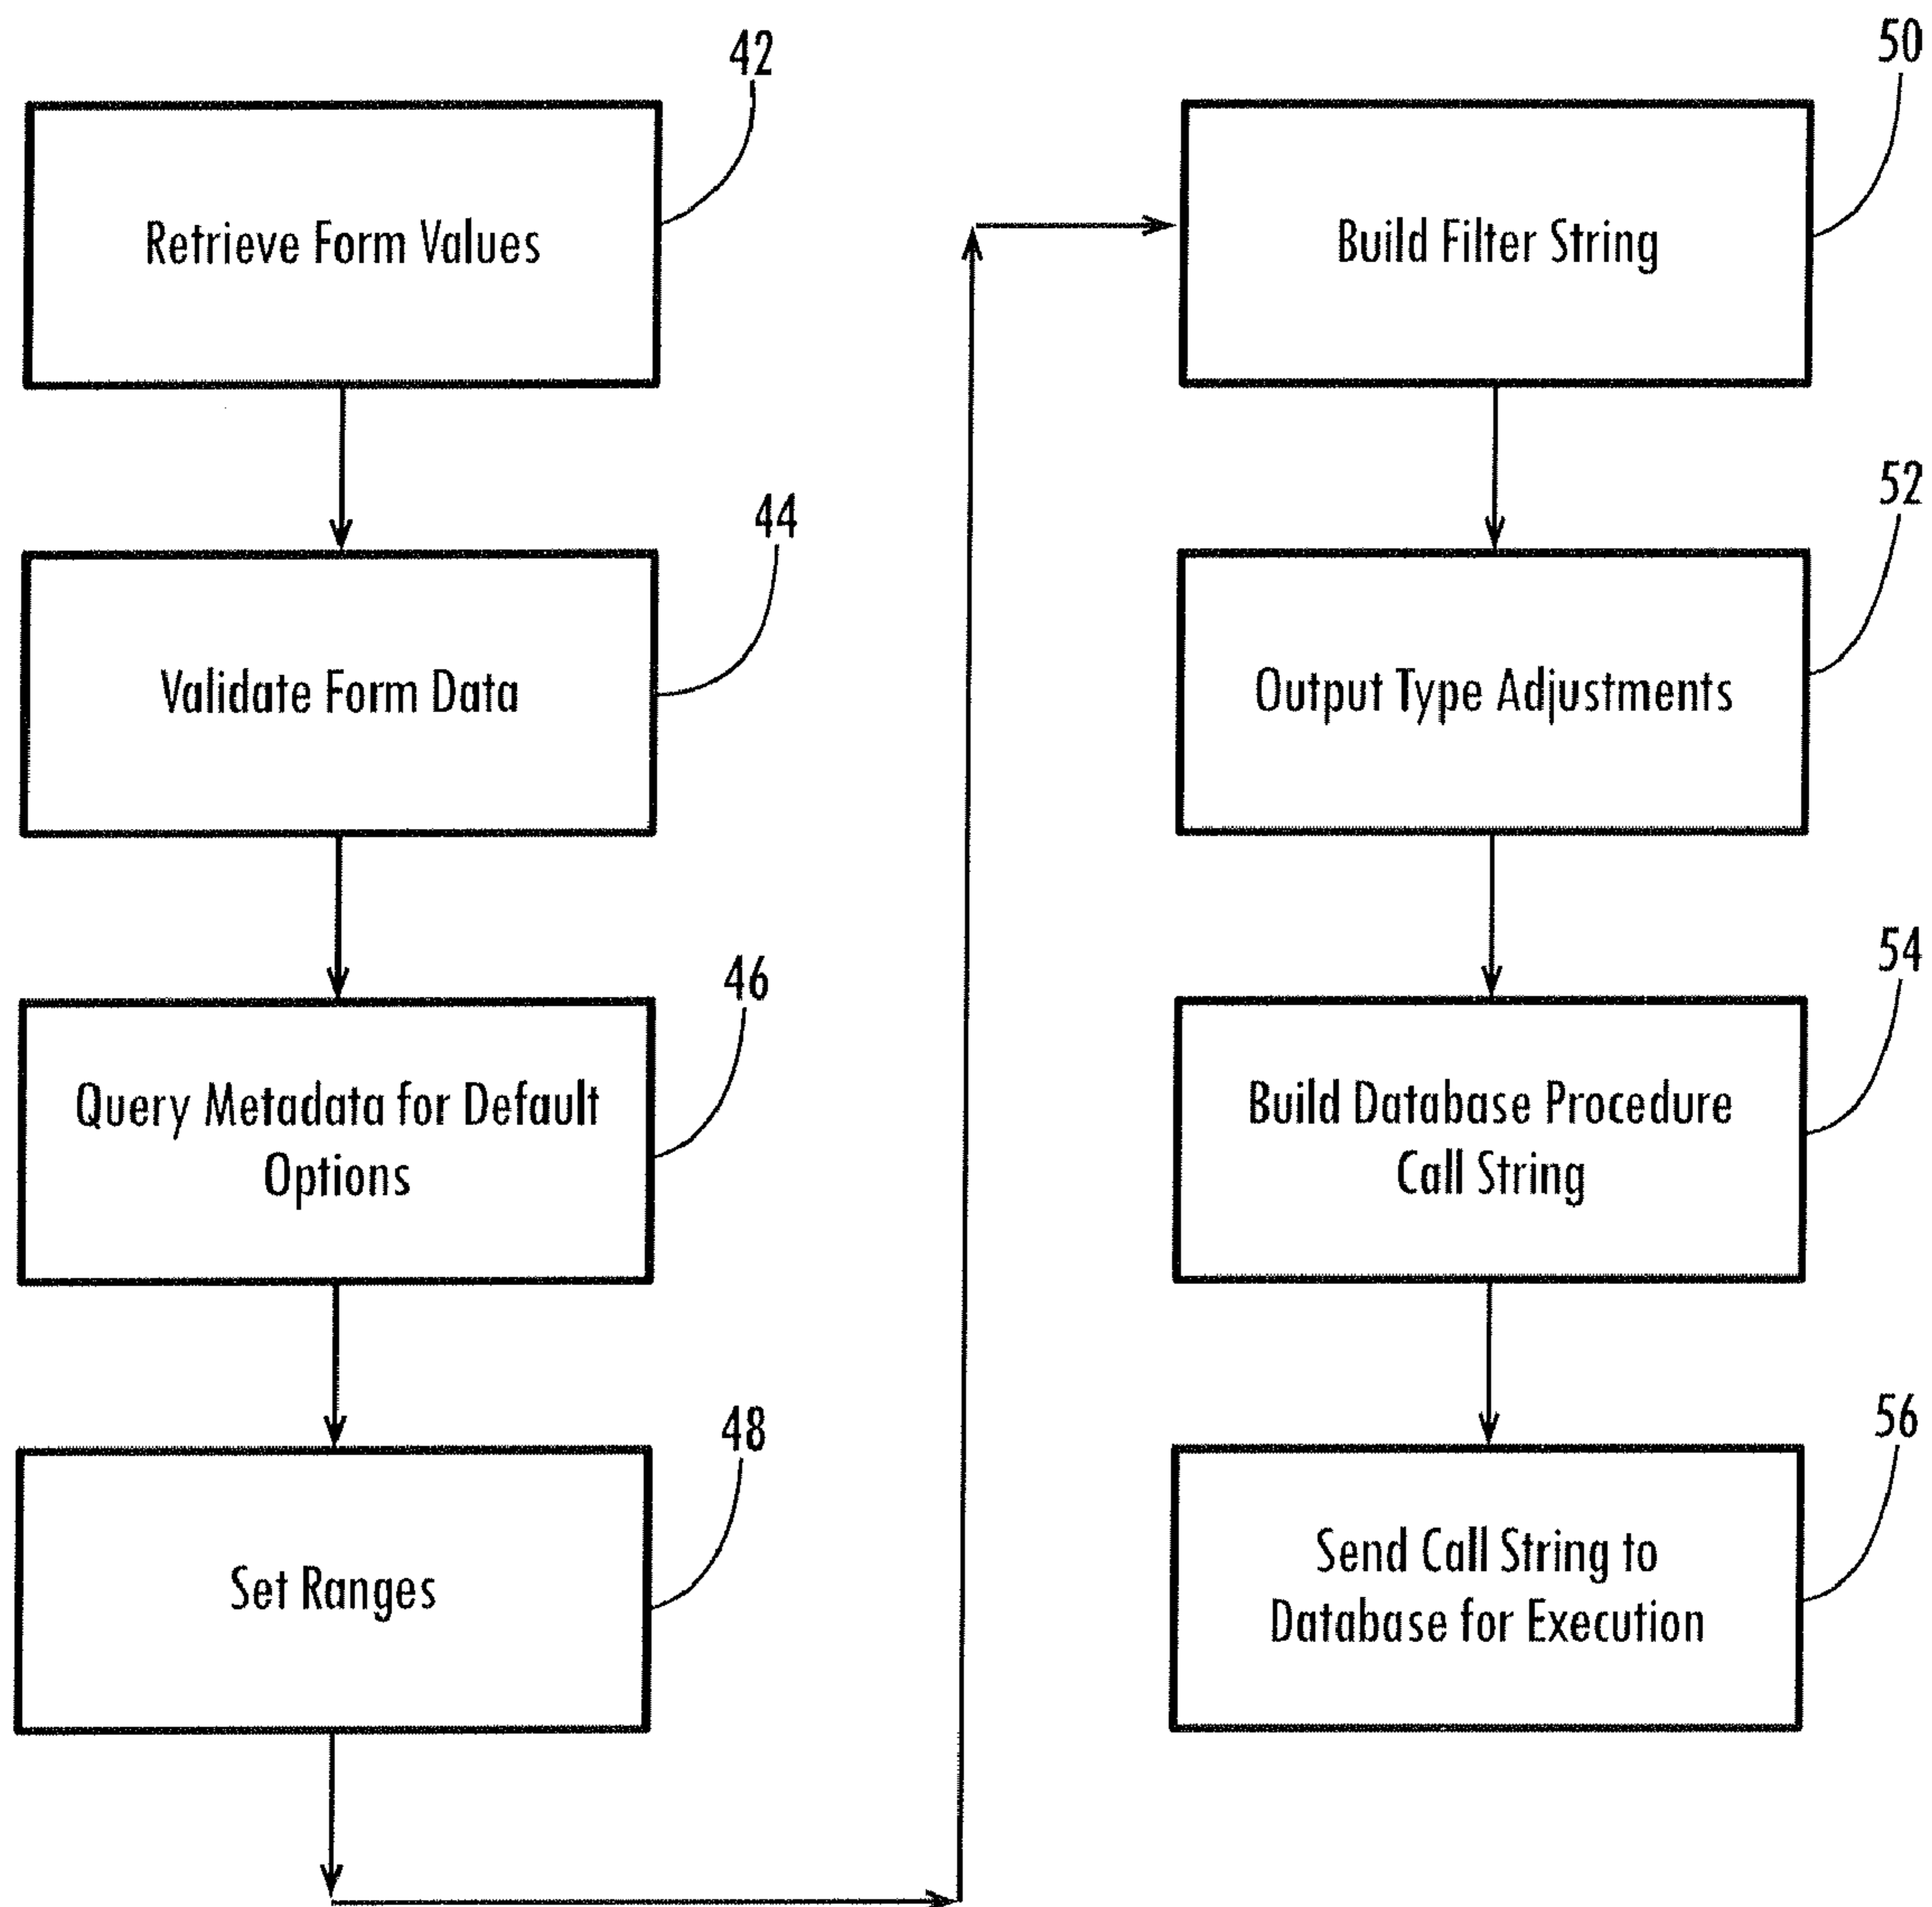 42
Retrieve Form Values
44
Validate Form Data
46
Query Metadata for Default
Options
48
Set Ranges
50
Build Filter String
52
Output Type Adjustments
54
Build Database Procedure
Call String
56
Send Call String to
Database for Execution